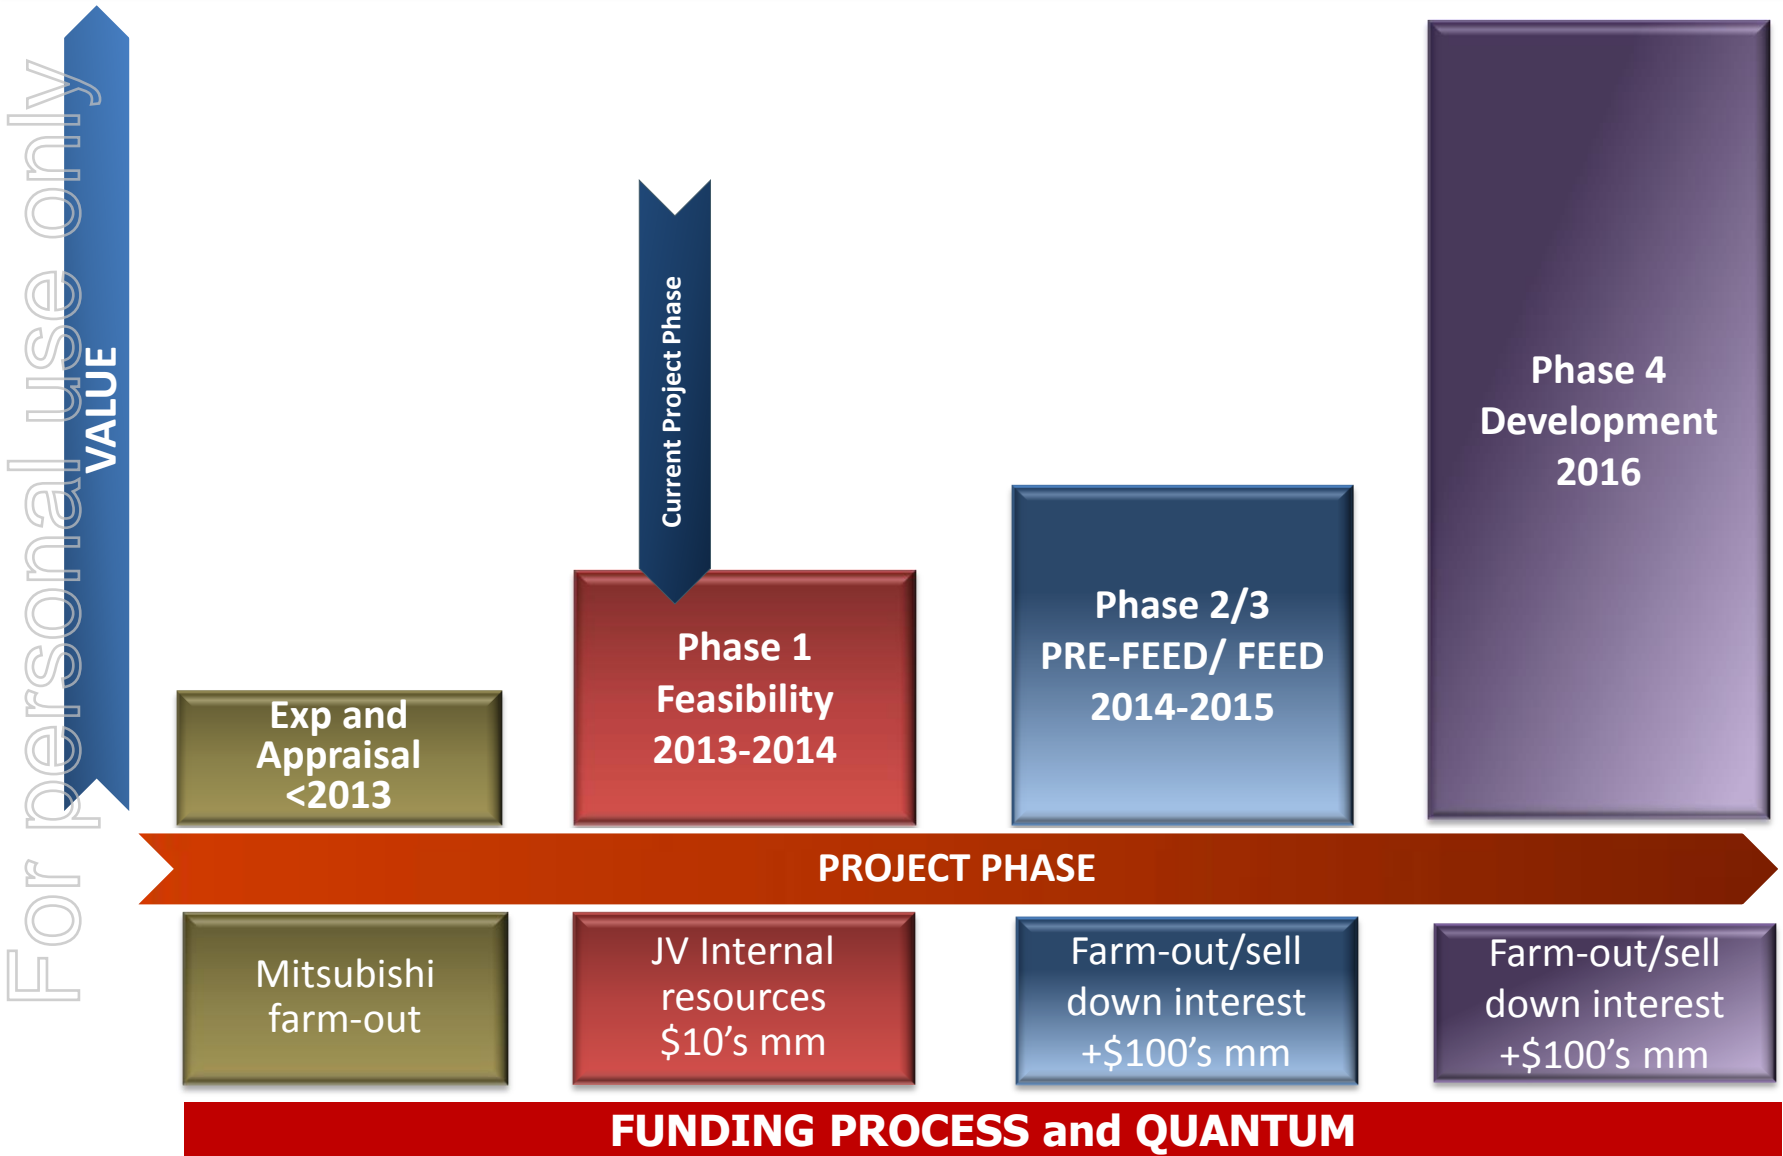 For personal use only
VALUE
Current Project Phase
Exp and
Appraisal
<2013
Phase 1
Feasibility
2013-2014
Phase 2/3
PRE-FEED/ FEED
2014-2015
Phase 4
Development
2016
PROJECT PHASE
Mitsubishi
farm-out
JV Internal
resources
$10’s mm
Farm-out/sell
down interest
+$100’s mm
Farm-out/sell
down interest
+$100’s mm
FUNDING PROCESS and QUANTUM